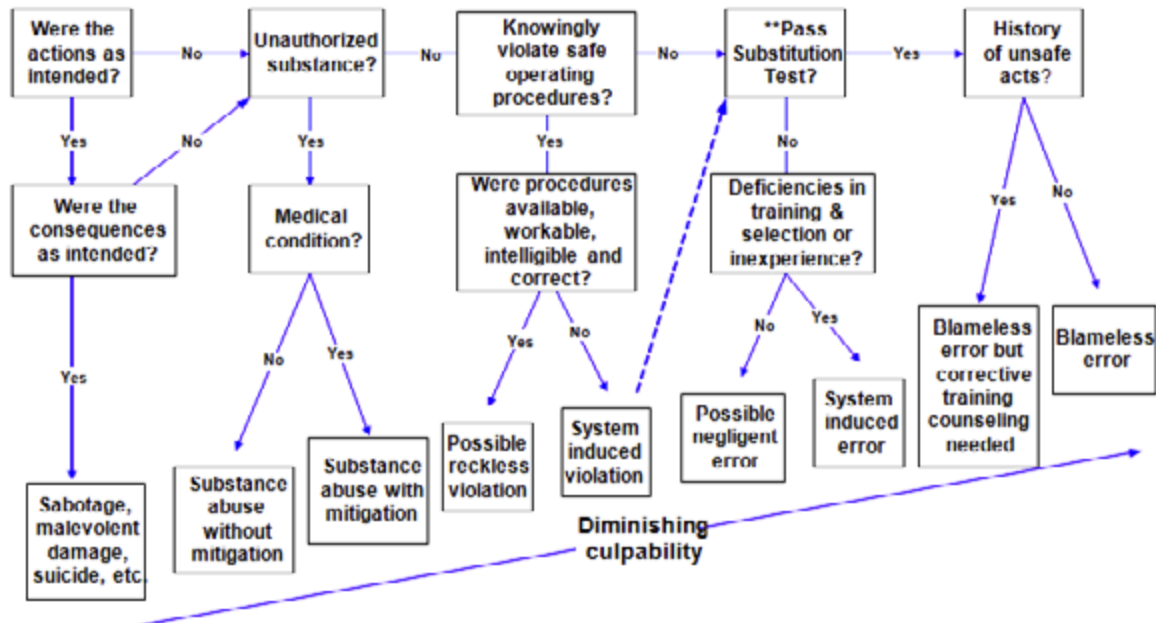 Were the
actions as
intended?
No
Unauthorized
substance?
No
Knowingly
violate safe
operating
procedures?
No
**Pass
Substitution
Test?
Yes
History
of unsafe
acts?
Yes
No
Yes
Yes
No
Yes
No
Were the
consequences
as intended?
Medical
condition?
Were procedures
available,
workable,
intelligible and
correct?
Deficiencies in
training &
selection or
inexperience?
Yes
No
Yes
Yes
No
No
Yes
Sabotage,
malevolent
damage,
suicide, etc.
Substance
abuse
without
mitigation
Substance
abuse with
mitigation
Possible
reckless
violation
System
induced
violation
Possible
negligent
error
System
induced
error
Blameless
error but
corrective
training
counseling
needed
Blameless
error
Diminishing
culpability